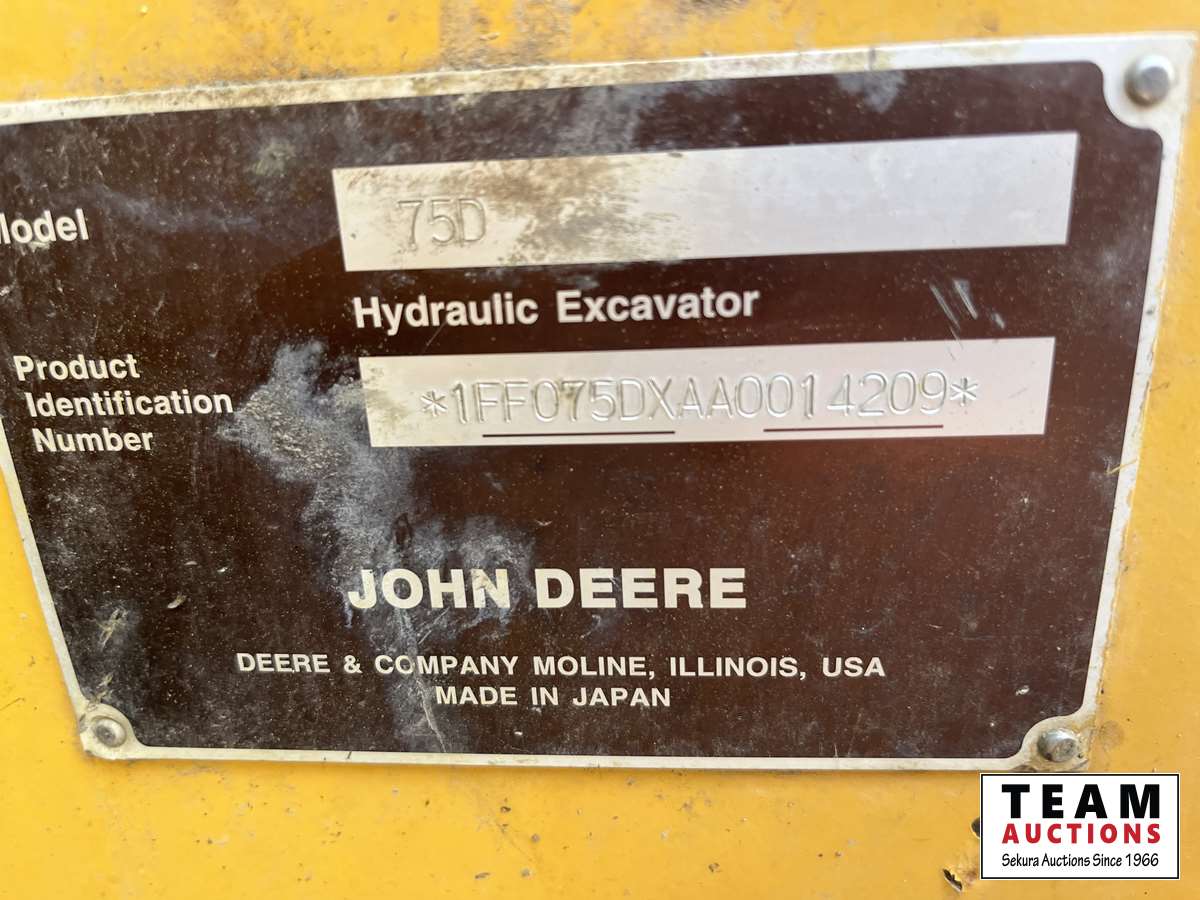 Model
75D
Hydraulic Excavator
Product
Identification
Number
*1FF075DXAA0014209*
JOHN DEERE
DEERE & COMPANY MOLINE, ILLINOIS, USA
MADE IN JAPAN
TEAM
AUCTIONS
Sekura Auctions Since 1966